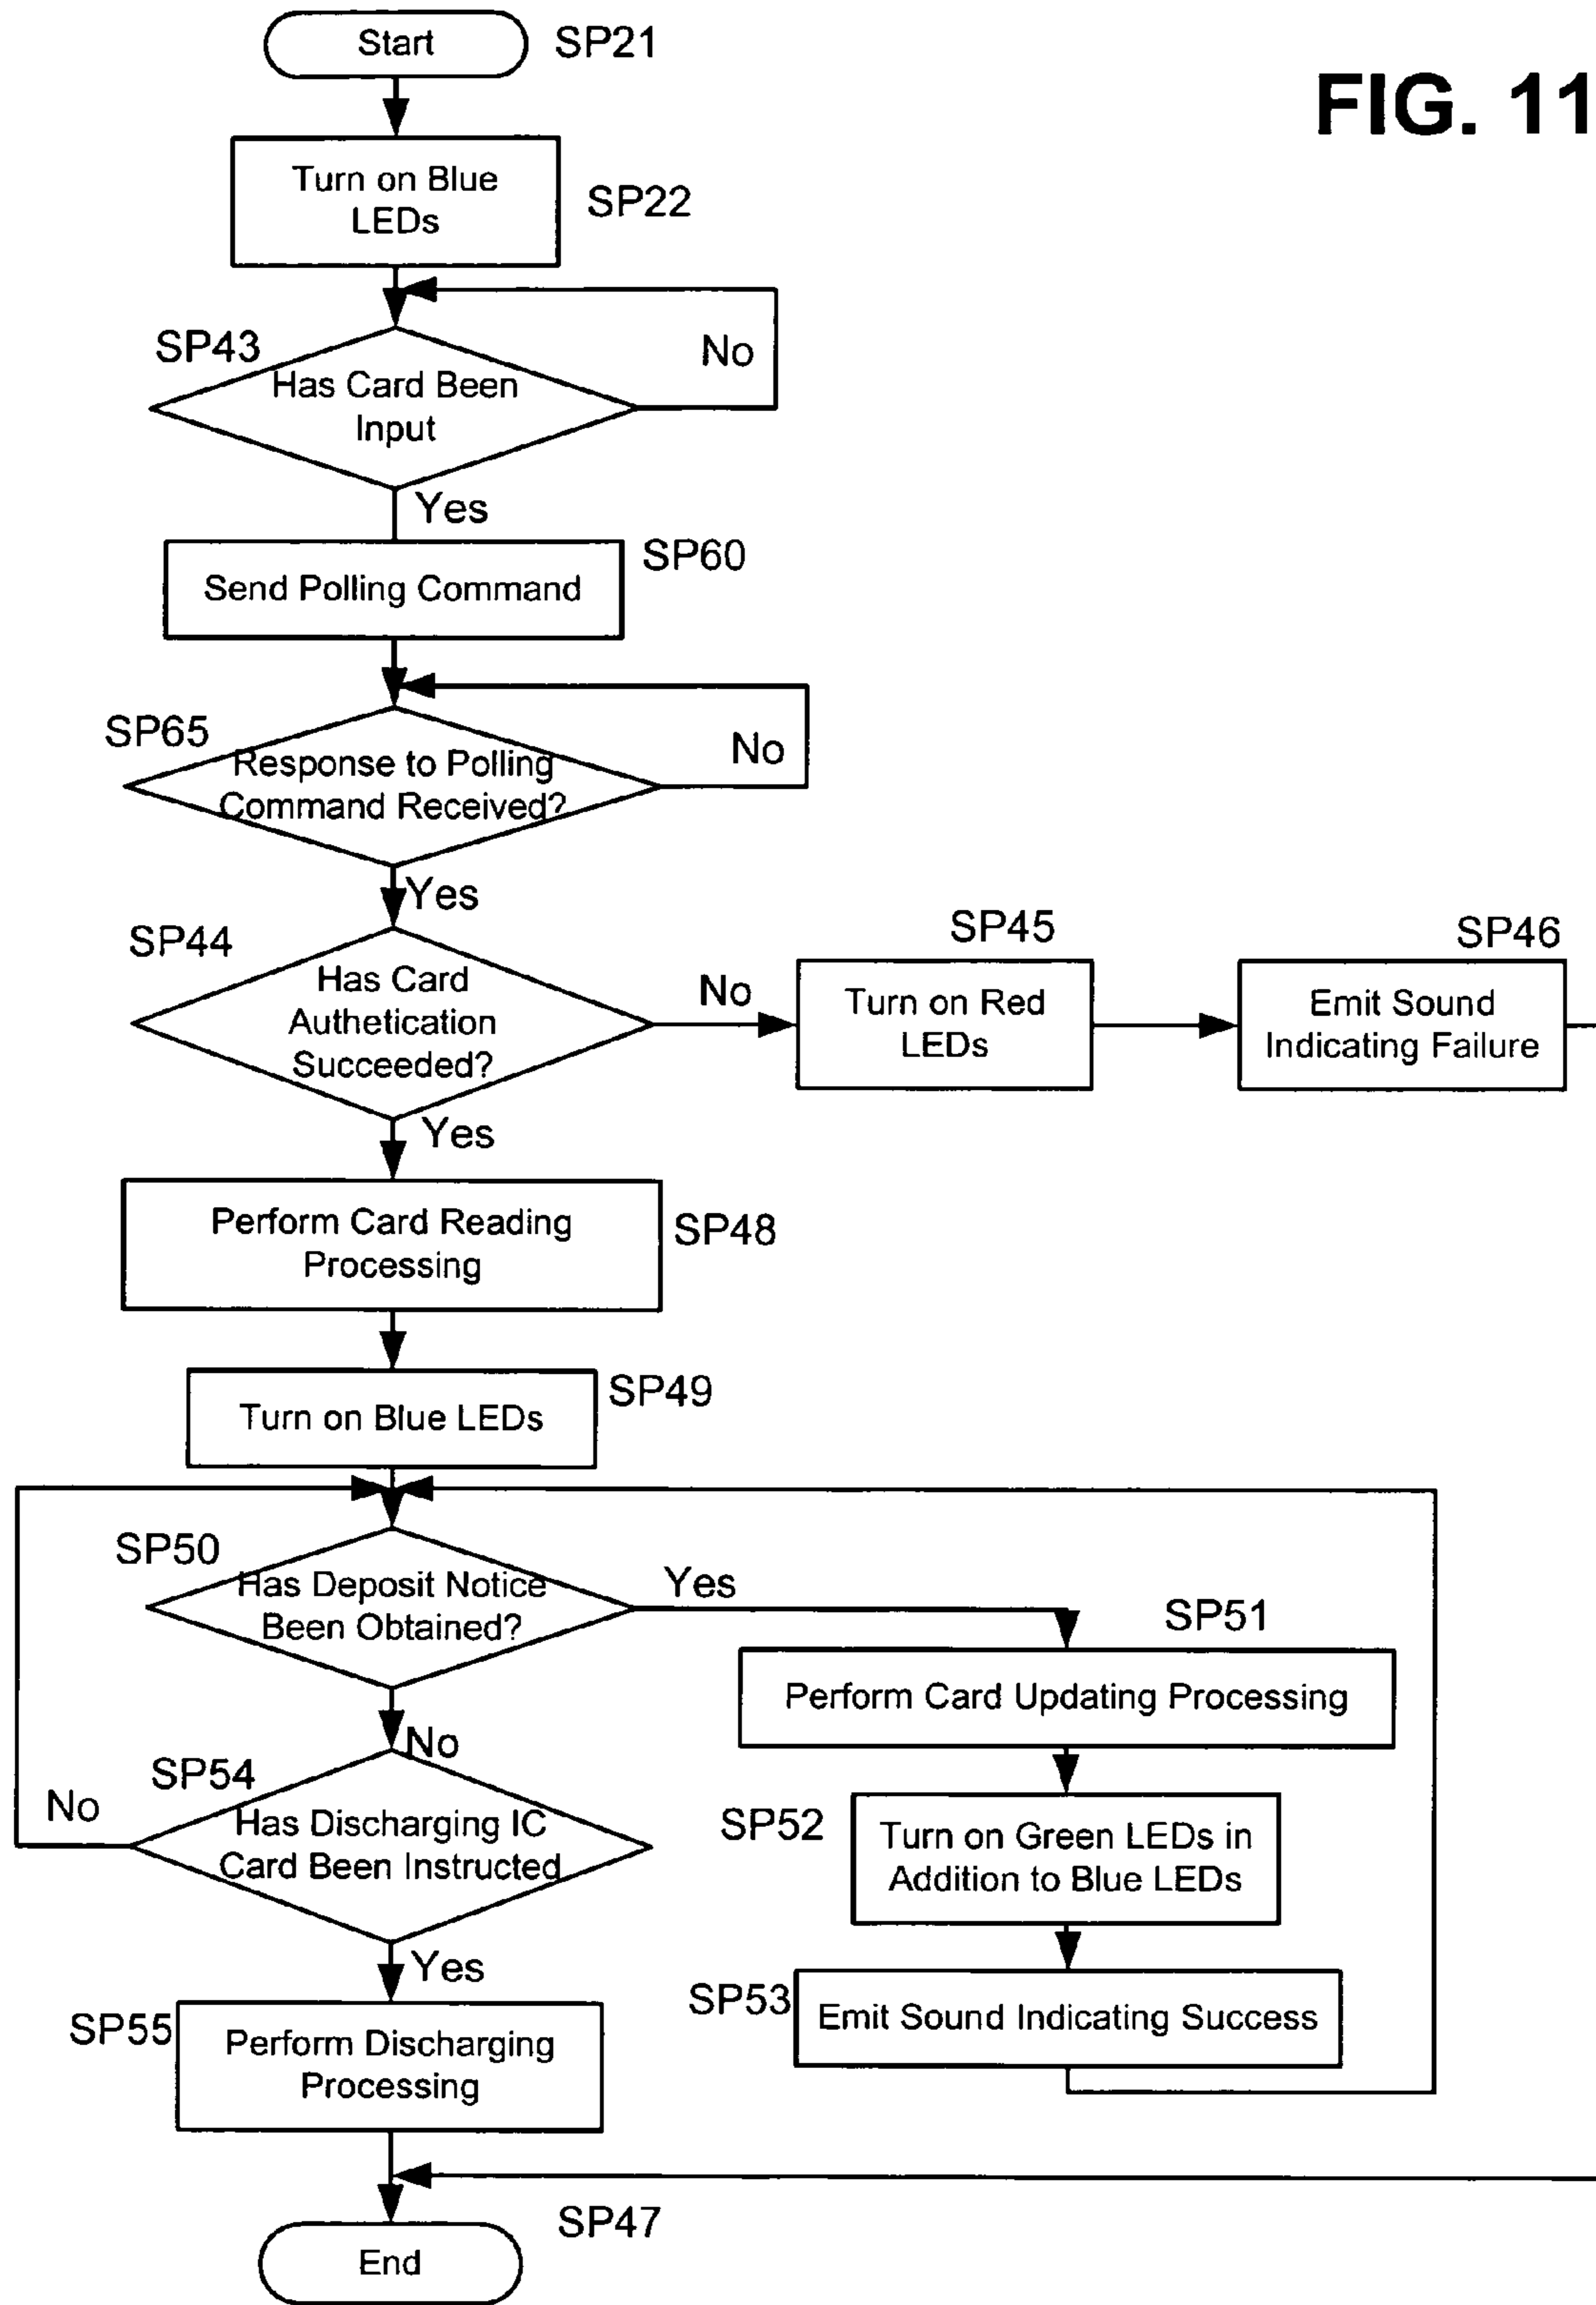 Start
SP21
FIG. 11
Turn on Blue
LEDs
SP22
SP43
No
Has Card Been
Input
Yes
SP60
Send Polling Command
SP65
No
Response to Polling
Command Received?
Yes
SP44
SP45
SP46
Has Card
Authetication
Succeeded?
No
Turn on Red
LEDs
Emit Sound
Indicating Failure
Yes
Perform Card Reading
Processing
SP48
SP49
Turn on Blue LEDs
SP50
Has Deposit Notice
Been Obtained?
Yes
SP51
Perform Card Updating Processing
No
SP54
No
Has Discharging IC
Card Been Instructed
SP52
Turn on Green LEDs in
Addition to Blue LEDs
Yes
SP53
Emit Sound Indicating Success
SP55
Perform Discharging
Processing
SP47
End